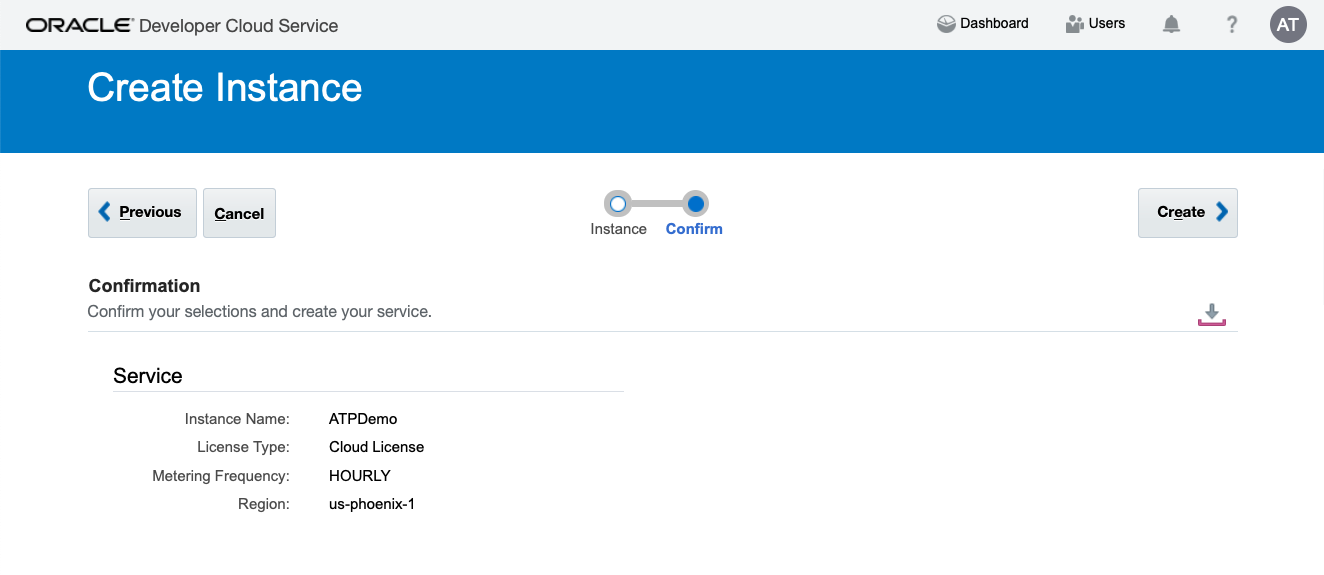 ORACLE® Developer Cloud Service
Dashboard
Users
?
AT
Create Instance
Previous
Cancel
Instance
Confirm
Create
Confirmation
Confirm your selections and create your service.
Service
Instance Name: ATPDemo
License Type: Cloud License
Metering Frequency: HOURLY
Region: us-phoenix-1